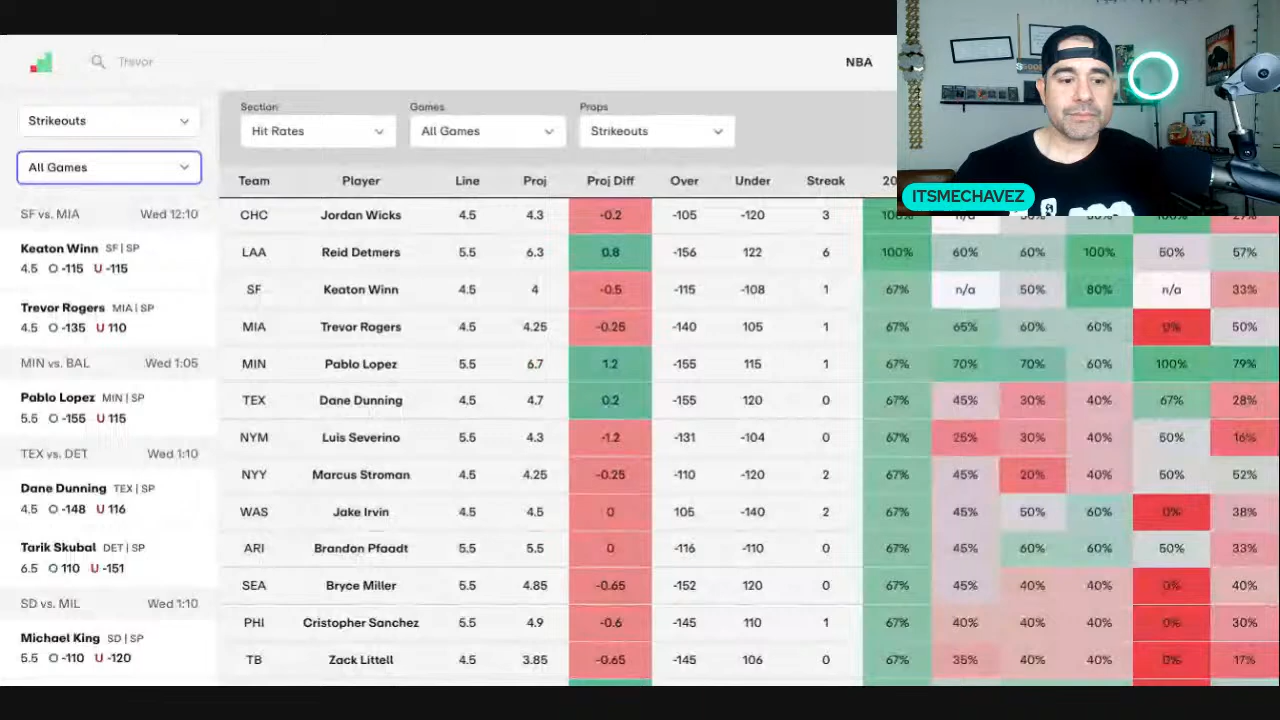 Trevor
NBA
Strikeouts
All Games
SF vs. MIA Wed 12:10
Keaton Winn SF | SP
4.5 O -115 U -115
Trevor Rogers MIA | SP
4.5 O -135 U 110
MIN vs. BAL Wed 1:05
Pablo Lopez MIN | SP
5.5 O -155 U 115
TEX vs. DET Wed 1:10
Dane Dunning TEX | SP
4.5 O -148 U 116
Tarik Skubal DET | SP
6.5 O 110 U -151
SD vs. MIL Wed 1:10
Michael King SD | SP
5.5 O -110 U -120
Section Games Props
Hit Rates All Games Strikeouts
Team Player Line Proj Proj Diff Over Under Streak 20
CHC Jordan Wicks 4.5 4.3 -0.2 -105 -120 3 100% n/a 50% 100% 27%
LAA Reid Detmers 5.5 6.3 0.8 -156 122 6 100% 60% 60% 100% 50% 57%
SF Keaton Winn 4.5 4 -0.5 -115 -108 1 67% n/a 50% 80% n/a 33%
MIA Trevor Rogers 4.5 4.25 -0.25 -140 105 1 67% 65% 60% 60% 0% 50%
MIN Pablo Lopez 5.5 6.7 1.2 -155 115 1 67% 70% 70% 60% 100% 79%
TEX Dane Dunning 4.5 4.7 0.2 -155 120 0 67% 45% 30% 40% 67% 28%
NYM Luis Severino 5.5 4.3 -1.2 -131 -104 0 67% 25% 30% 40% 50% 16%
NYY Marcus Stroman 4.5 4.25 -0.25 -110 -120 2 67% 45% 20% 40% 50% 52%
WAS Jake Irvin 4.5 4.5 0 105 -140 2 67% 45% 50% 60% 0% 38%
ARI Brandon Pfaadt 5.5 5.5 0 -116 -110 0 67% 45% 60% 60% 50% 33%
SEA Bryce Miller 5.5 4.85 -0.65 -152 120 0 67% 45% 40% 40% 0% 40%
PHI Cristopher Sanchez 5.5 4.9 -0.6 -145 110 1 67% 40% 40% 40% 0% 30%
TB Zack Littell 4.5 3.85 -0.65 -145 106 0 67% 35% 40% 40% 0% 17%
ITSMECHAVEZ